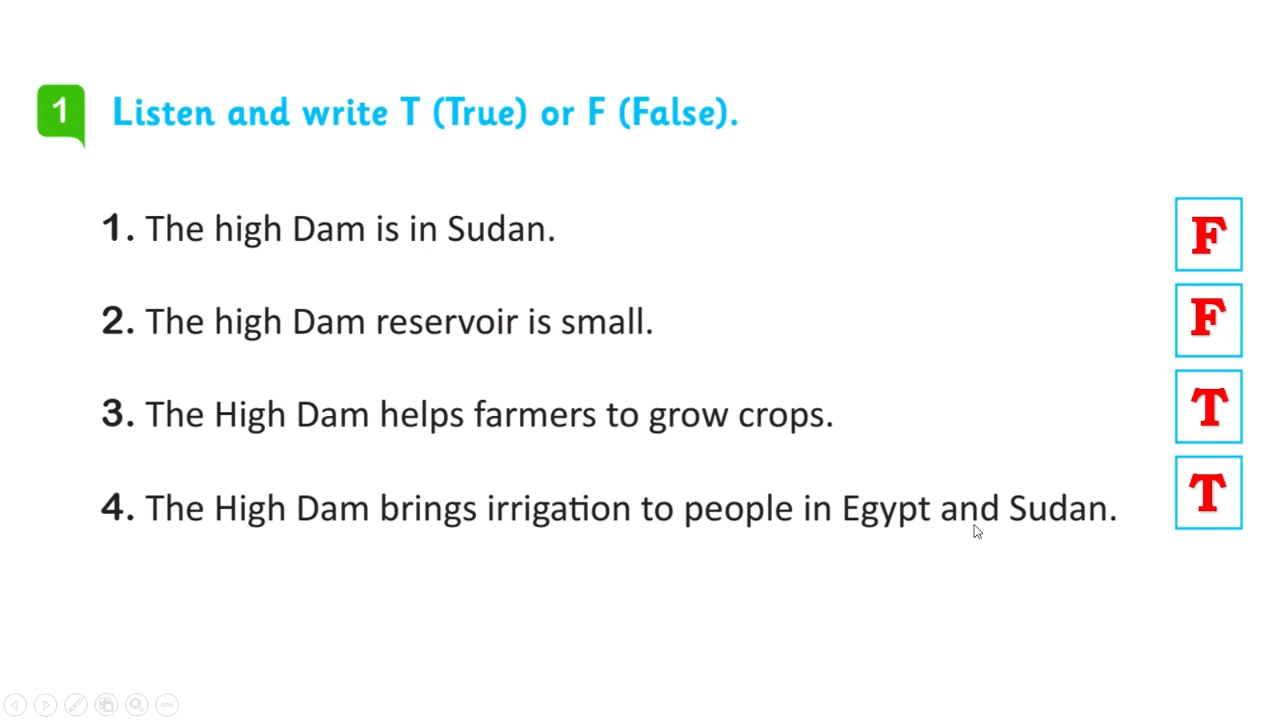 1 Listen and write T (True) or F (False).
1. The high Dam is in Sudan. F
2. The high Dam reservoir is small. F
3. The High Dam helps farmers to grow crops. T
4. The High Dam brings irrigation to people in Egypt and Sudan. T